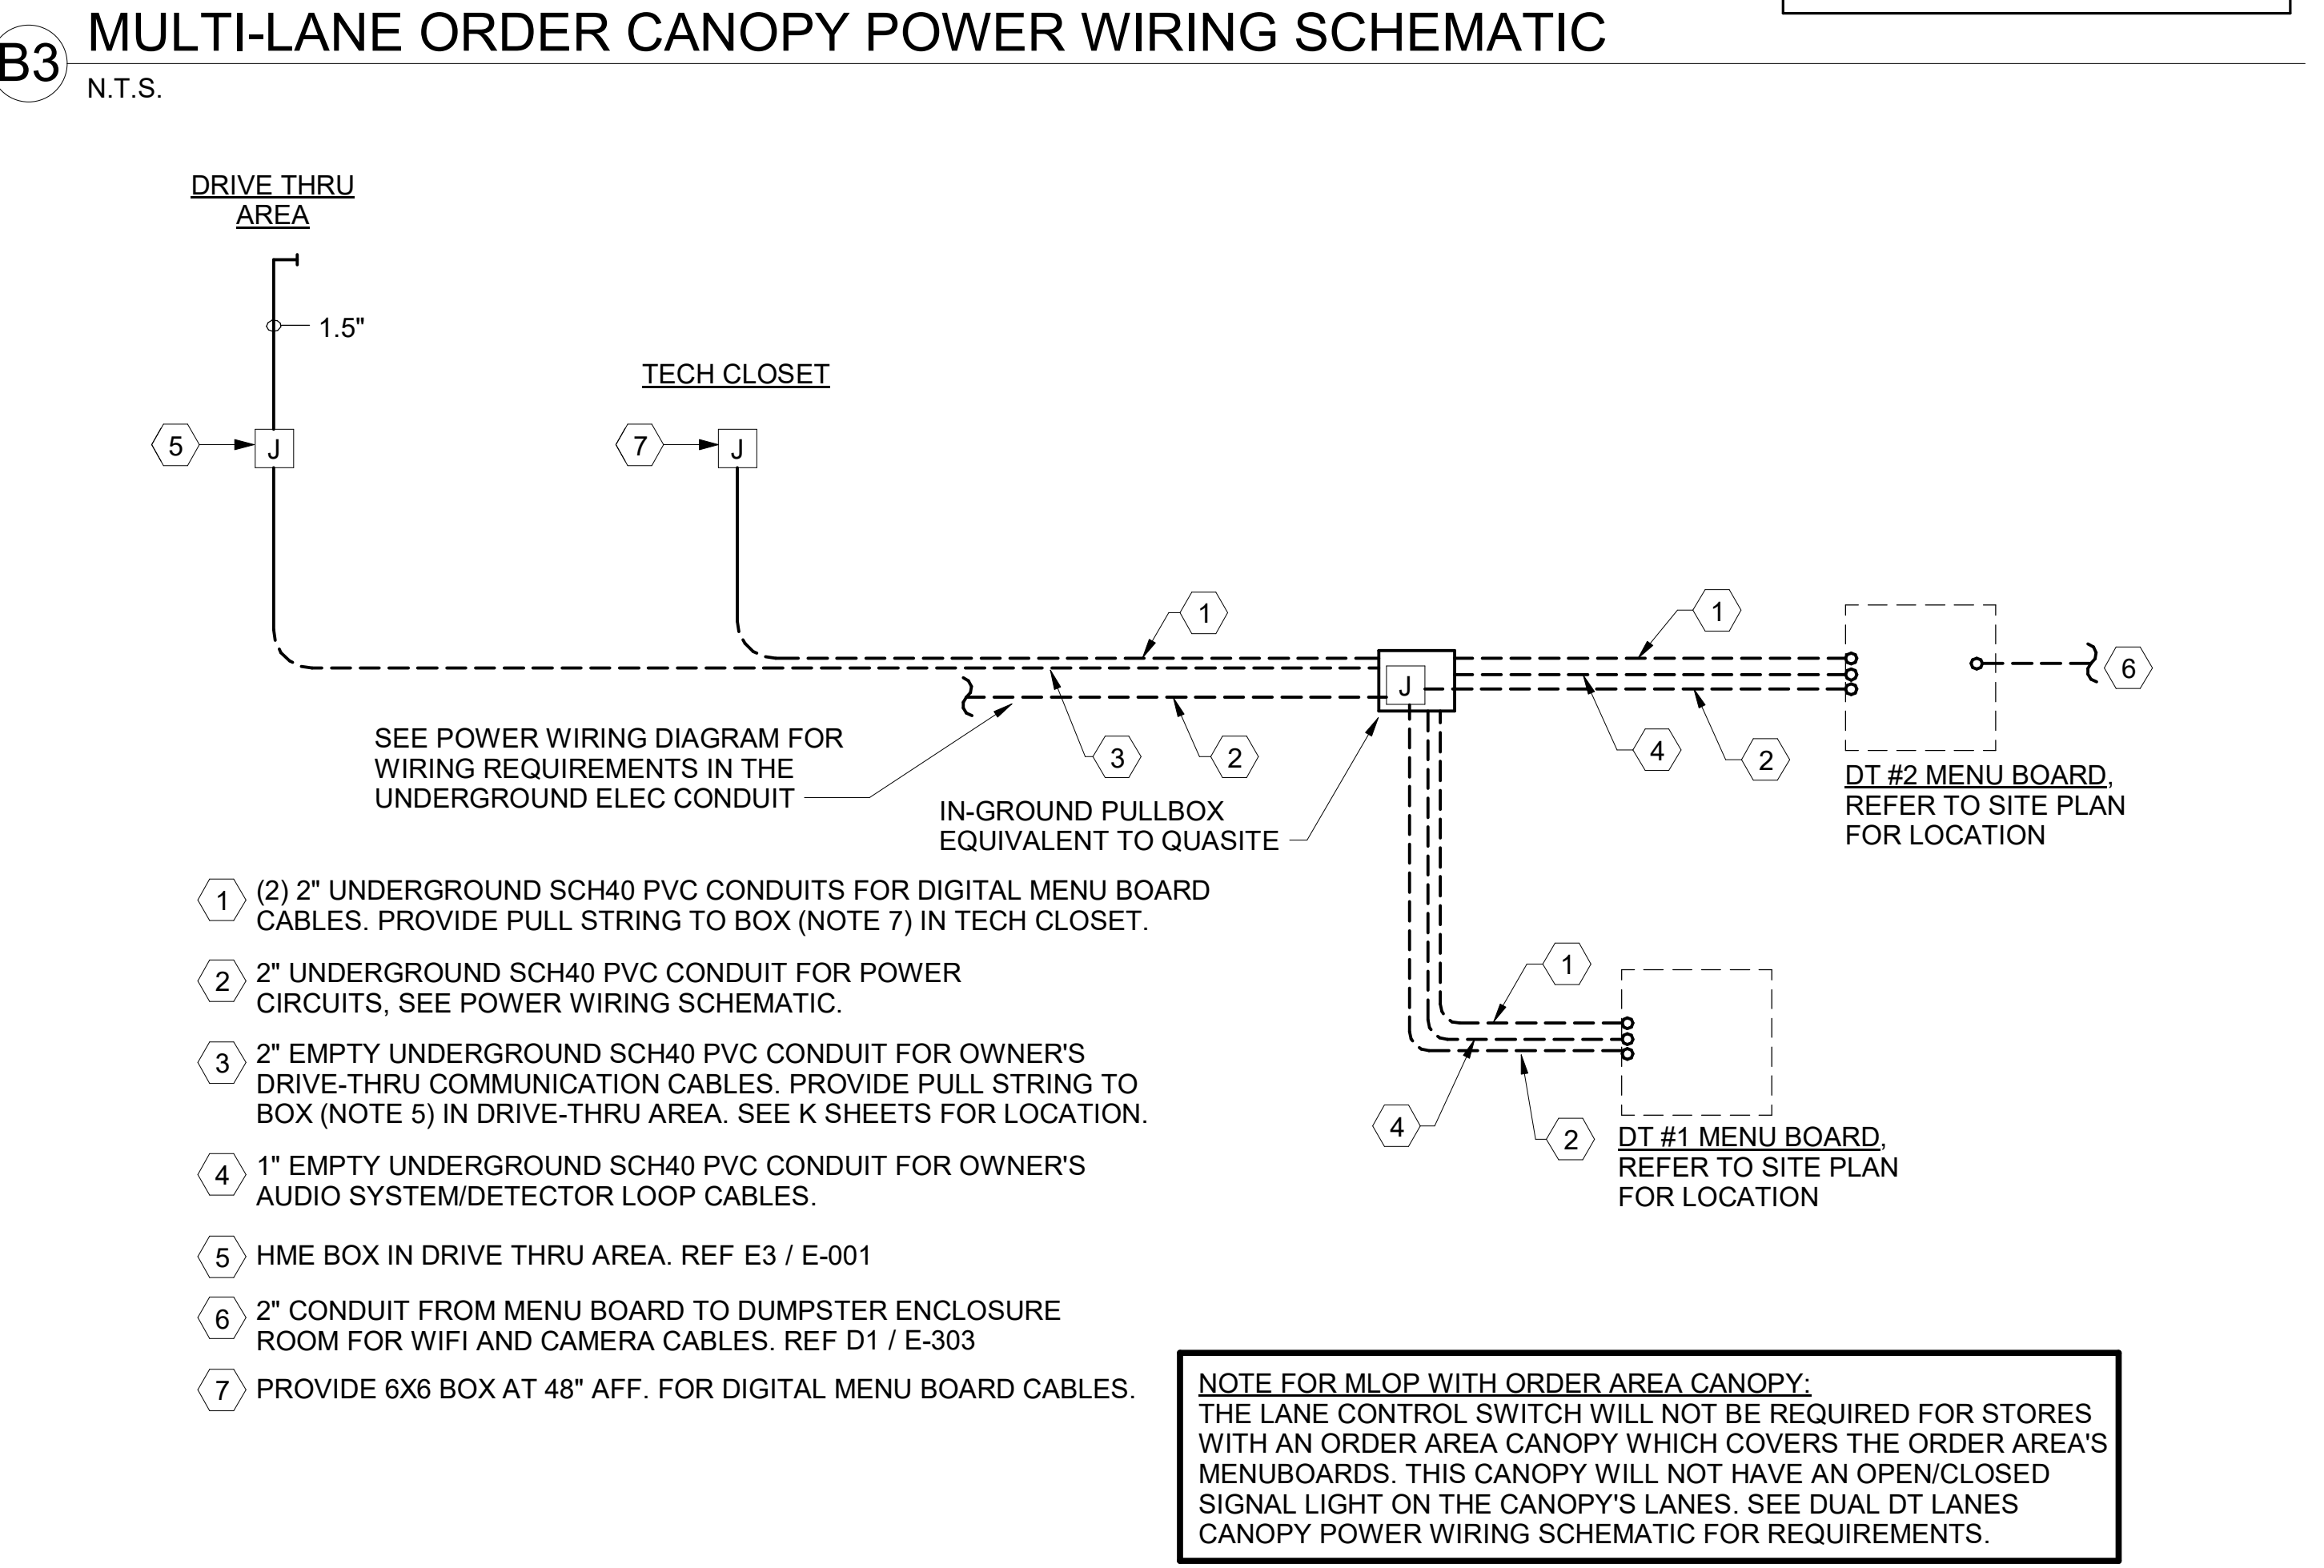 B3
MULTI-LANE ORDER CANOPY POWER WIRING SCHEMATIC
N.T.S.
DRIVE THRU
AREA
1.5"
TECH CLOSET
5
J
7
J
1
1
6
J
SEE POWER WIRING DIAGRAM FOR
WIRING REQUIREMENTS IN THE
UNDERGROUND ELEC CONDUIT
3
2
4
2
IN-GROUND PULLBOX
EQUIVALENT TO QUASITE
DT #2 MENU BOARD,
REFER TO SITE PLAN
FOR LOCATION
1
4
2
DT #1 MENU BOARD,
REFER TO SITE PLAN
FOR LOCATION
1 (2) 2" UNDERGROUND SCH40 PVC CONDUITS FOR DIGITAL MENU BOARD
CABLES. PROVIDE PULL STRING TO BOX (NOTE 7) IN TECH CLOSET.
2 2" UNDERGROUND SCH40 PVC CONDUIT FOR POWER
CIRCUITS, SEE POWER WIRING SCHEMATIC.
3 2" EMPTY UNDERGROUND SCH40 PVC CONDUIT FOR OWNER'S
DRIVE-THRU COMMUNICATION CABLES. PROVIDE PULL STRING TO
BOX (NOTE 5) IN DRIVE-THRU AREA. SEE K SHEETS FOR LOCATION.
4 1" EMPTY UNDERGROUND SCH40 PVC CONDUIT FOR OWNER'S
AUDIO SYSTEM/DETECTOR LOOP CABLES.
5 HME BOX IN DRIVE THRU AREA. REF E3 / E-001
6 2" CONDUIT FROM MENU BOARD TO DUMPSTER ENCLOSURE
ROOM FOR WIFI AND CAMERA CABLES. REF D1 / E-303
7 PROVIDE 6X6 BOX AT 48" AFF. FOR DIGITAL MENU BOARD CABLES.
NOTE FOR MLOP WITH ORDER AREA CANOPY:
THE LANE CONTROL SWITCH WILL NOT BE REQUIRED FOR STORES
WITH AN ORDER AREA CANOPY WHICH COVERS THE ORDER AREA'S
MENUBOARDS. THIS CANOPY WILL NOT HAVE AN OPEN/CLOSED
SIGNAL LIGHT ON THE CANOPY'S LANES. SEE DUAL DT LANES
CANOPY POWER WIRING SCHEMATIC FOR REQUIREMENTS.